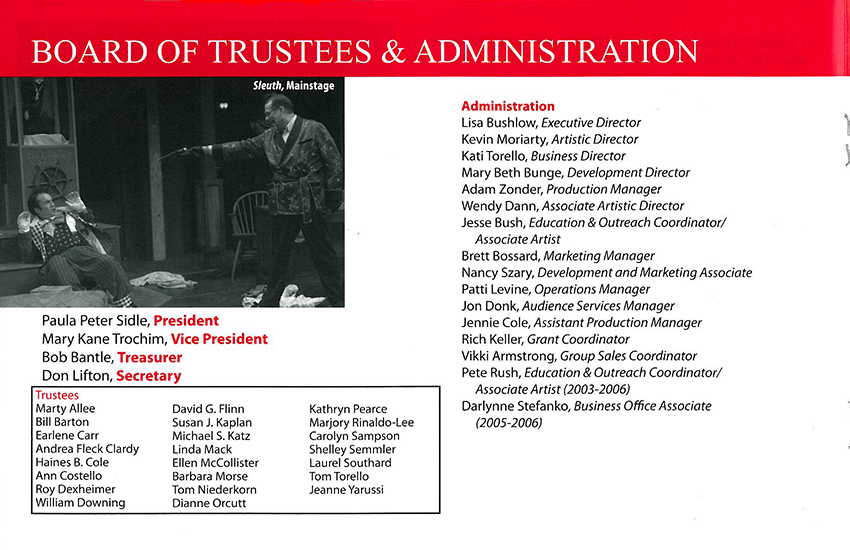 BOARD OF TRUSTEES & ADMINISTRATION
Sleuth, Mainstage
Paula Peter Sidle, President
Mary Kane Trochim, Vice President
Bob Bantle, Treasurer
Don Lifton, Secretary
Trustees
Marty Allee
Bill Barton
Earlene Carr
Andrea Fleck Clardy
Haines B. Cole
Ann Costello
Roy Dexheimer
William Downing
David G. Flinn
Susan J. Kaplan
Michael S. Katz
Linda Mack
Ellen McCollister
Barbara Morse
Tom Niederkorn
Dianne Orcutt
Kathryn Pearce
Marjory Rinaldo-Lee
Carolyn Sampson
Shelley Semmler
Laurel Southard
Tom Torello
Jeanne Yarussi
Administration
Lisa Bushlow, Executive Director
Kevin Moriarty, Artistic Director
Kati Torello, Business Director
Mary Beth Bunge, Development Director
Adam Zonder, Production Manager
Wendy Dann, Associate Artistic Director
Jesse Bush, Education & Outreach Coordinator/
Associate Artist
Brett Bossard, Marketing Manager
Nancy Szary, Development and Marketing Associate
Patti Levine, Operations Manager
Jon Donk, Audience Services Manager
Jennie Cole, Assistant Production Manager
Rich Keller, Grant Coordinator
Vikki Armstrong, Group Sales Coordinator
Pete Rush, Education & Outreach Coordinator/
Associate Artist (2003-2006)
Darlynne Stefanko, Business Office Associate
(2005-2006)